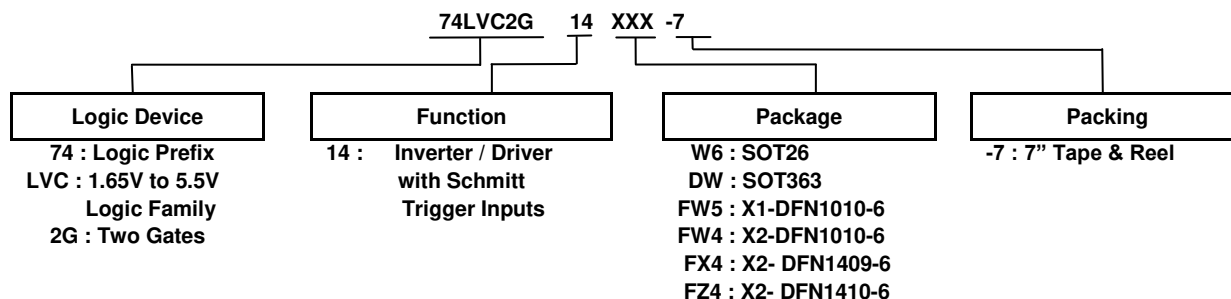 74LVC2G 14 XXX -7
Logic Device
74 : Logic Prefix
LVC : 1.65V to 5.5V
Logic Family
2G : Two Gates
Function
14 : Inverter / Driver
with Schmitt
Trigger Inputs
Package
W6 : SOT26
DW : SOT363
FW5 : X1-DFN1010-6
FW4 : X2-DFN1010-6
FX4 : X2- DFN1409-6
FZ4 : X2- DFN1410-6
Packing
-7 : 7” Tape & Reel